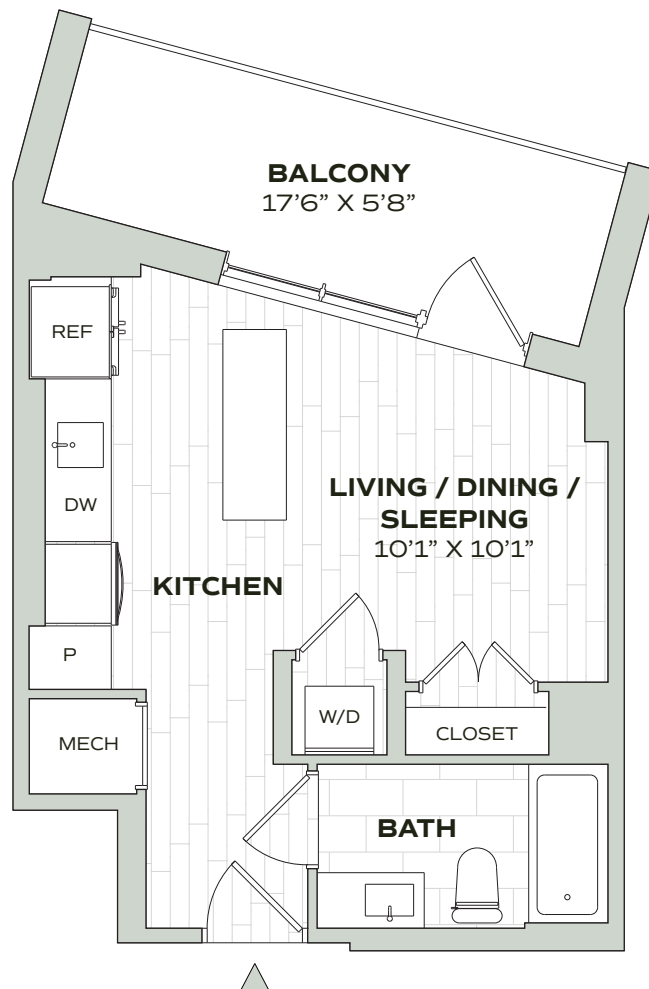 BALCONY
17'6” X 5'8”
REF
DW
LIVING / DINING /
SLEEPING
10'1” X 10'1”
KITCHEN
P
W/D
MECH
CLOSET
BATH